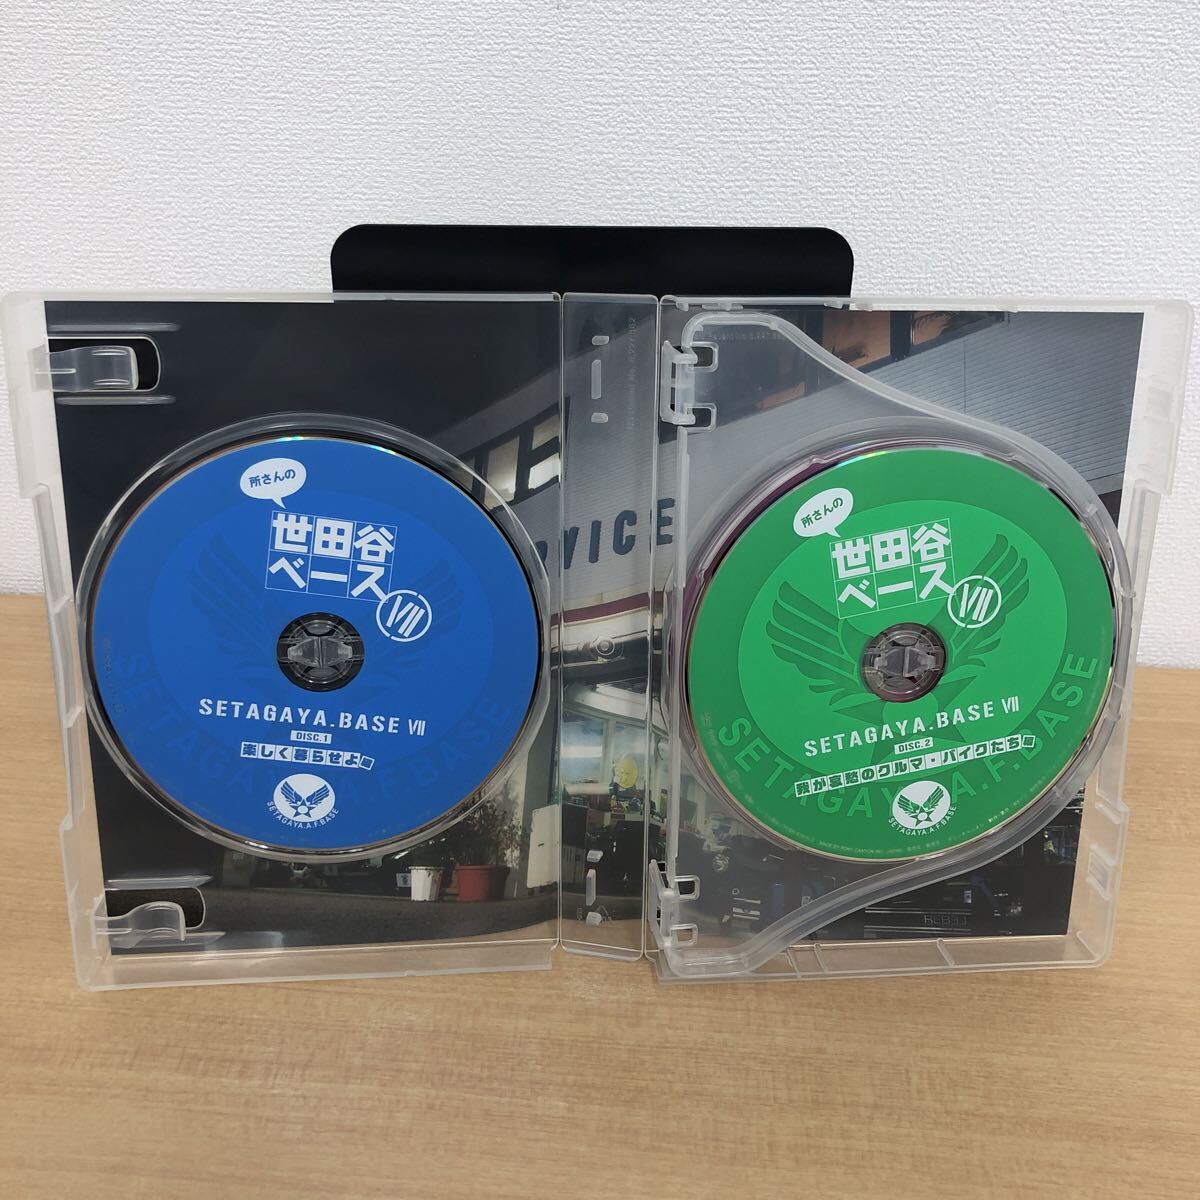 所さんの
世田谷
ベース
VII
SETAGAYA.BASE VII
DISC.1
楽しく暮らせよ編
SETAGAYA.A.F.BASE
SETAGAYA.A.F.BASE
VICE
所さんの
世田谷
ベース
VII
SETAGAYA.BASE VII
DISC.2
我が家のクルマ・バイクたち編
SETAGAYA.A.F.BASE
SETAGAYA.A.F.BASE